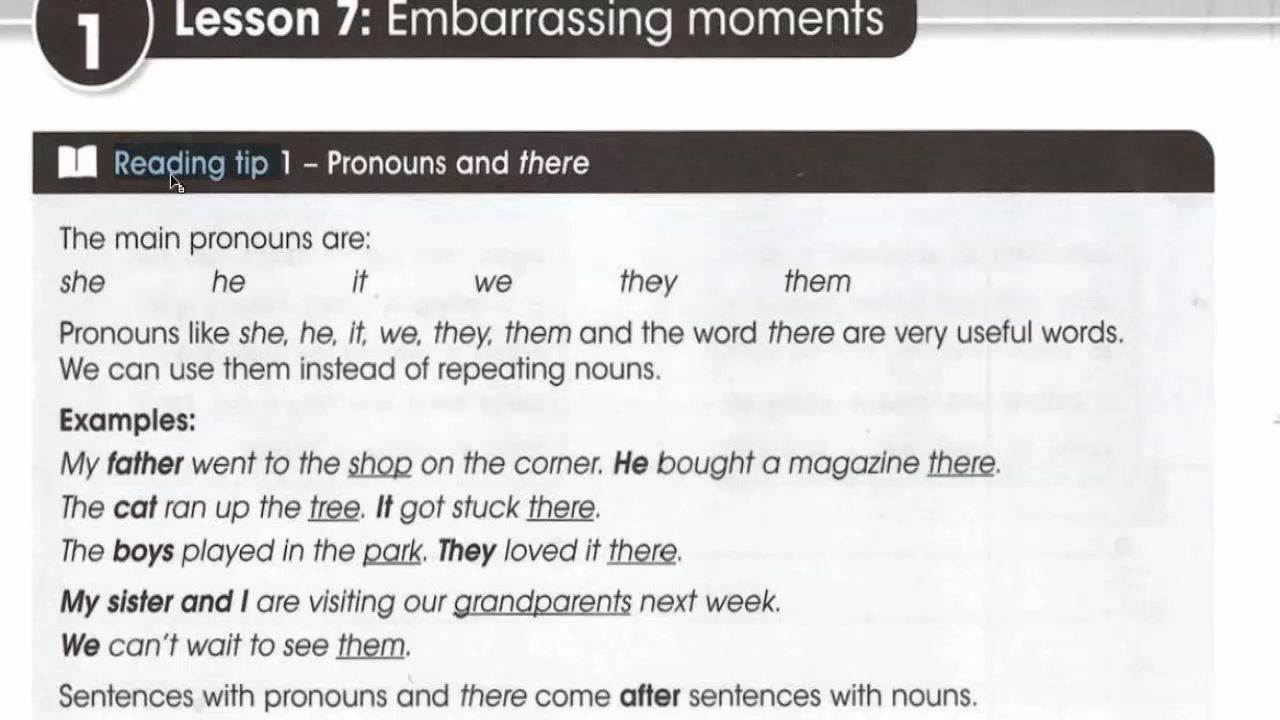 1
Lesson 7: Embarrassing moments
Reading tip 1 – Pronouns and there
The main pronouns are:
she he it we they them
Pronouns like she, he, it, we, they, them and the word there are very useful words.
We can use them instead of repeating nouns.
Examples:
My father went to the shop on the corner. He bought a magazine there.
The cat ran up the tree. It got stuck there.
The boys played in the park. They loved it there.
My sister and I are visiting our grandparents next week.
We can't wait to see them.
Sentences with pronouns and there come after sentences with nouns.